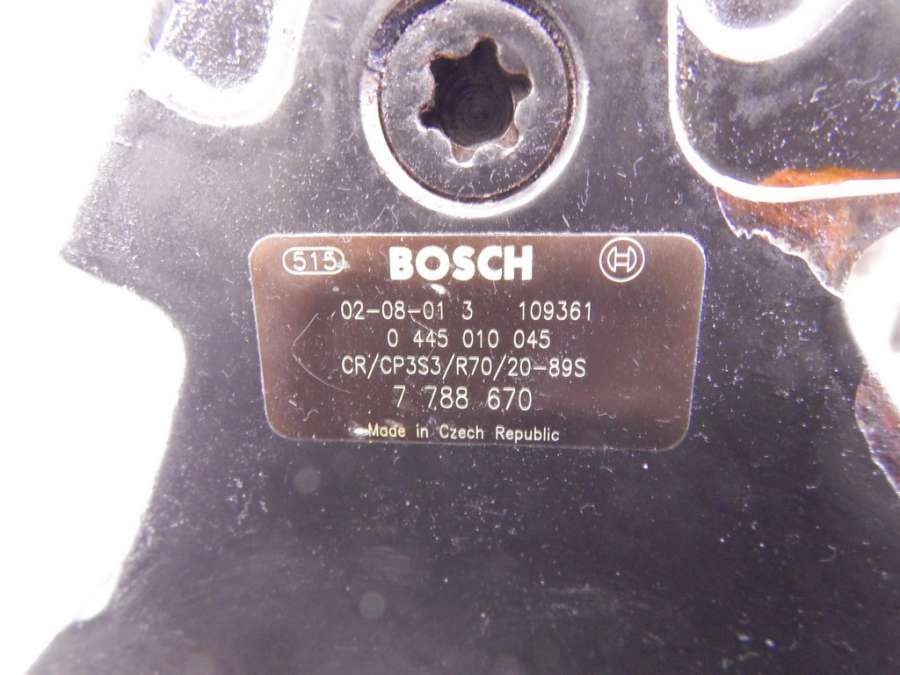 515 BOSCH
02-08-01 3 109361
0 445 010 045
CR/CP3S3/R70/20-89S
7 788 670
Made in Czech Republic